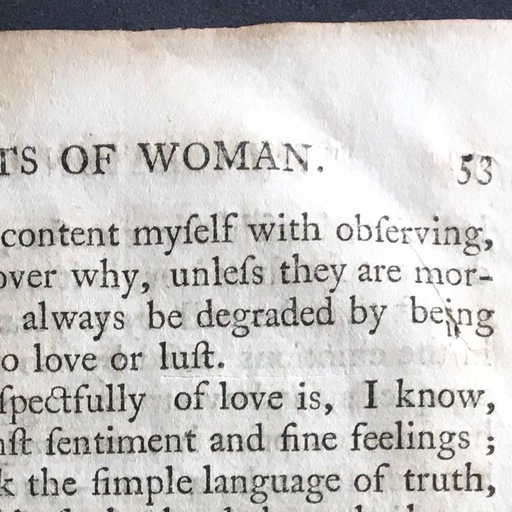 TS OF WOMAN. 53
content myſelf with obſerving,
over why, unleſs they are mor-
always be degraded by being
o love or luſt.
ſpectfully of love is, I know,
nſt ſentiment and fine feelings ;
k the ſimple language of truth,